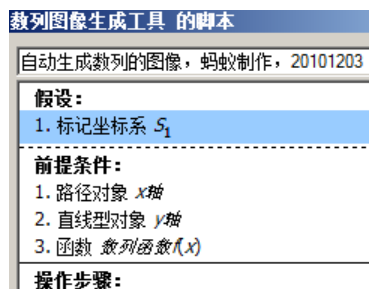 数列图像生成工具 的脚本
自动生成数列的图像，蚂蚁制作，20101203
假设：
1. 标记坐标系 S₁
前提条件：
1. 路径对象 x轴
2. 直线型对象 y轴
3. 函数 数列函数f(x)
操作步骤：